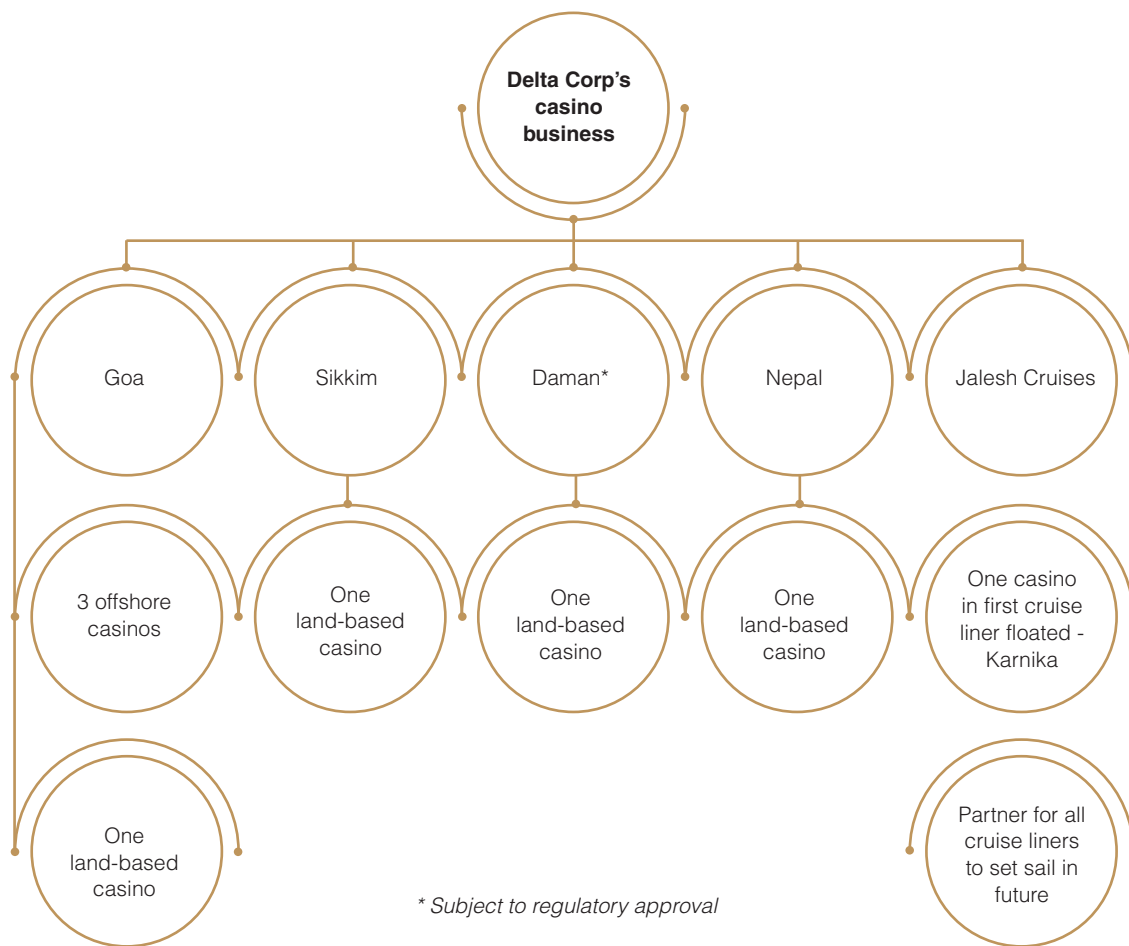 Delta Corp's
casino
business
Goa
Sikkim
Daman*
Nepal
Jalesh Cruises
3 offshore
casinos
One
land-based
casino
One
land-based
casino
One
land-based
casino
One casino
in first cruise
liner floated -
Karnika
One
land-based
casino
Partner for all
cruise liners
to set sail in
future
* Subject to regulatory approval